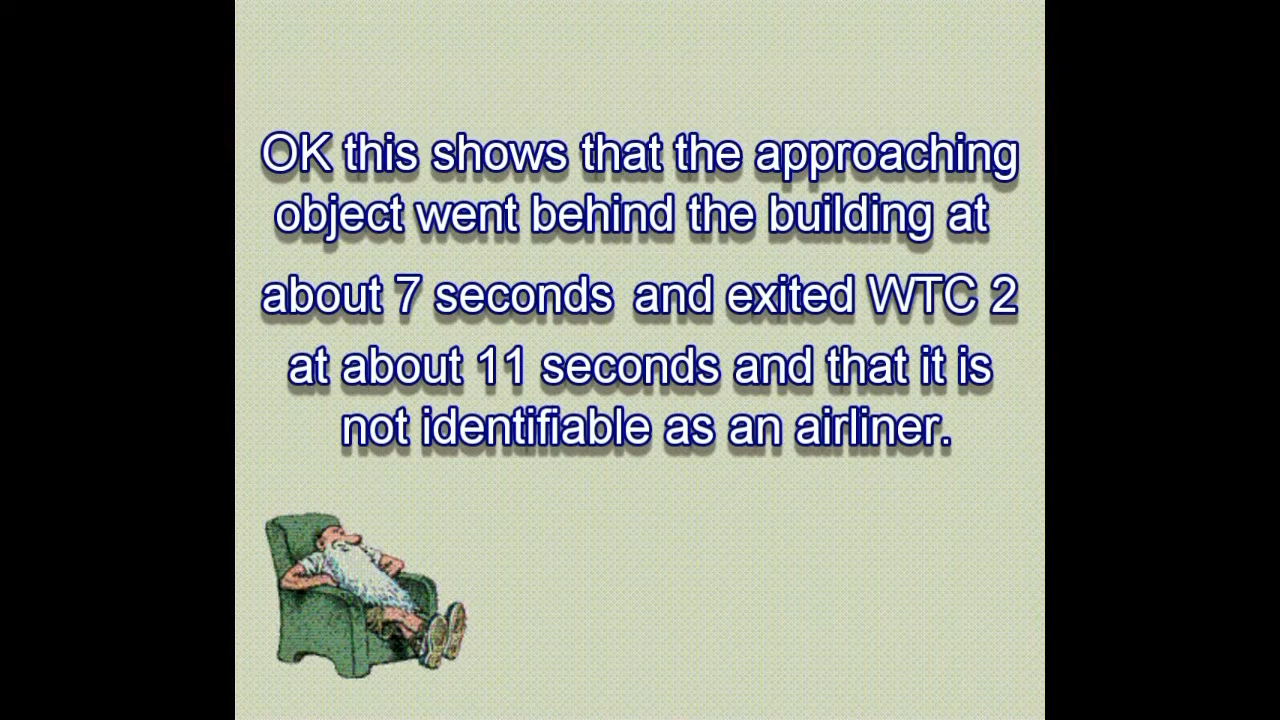 OK this shows that the approaching
object went behind the building at
about 7 seconds and exited WTC 2
at about 11 seconds and that it is
not identifiable as an airliner.